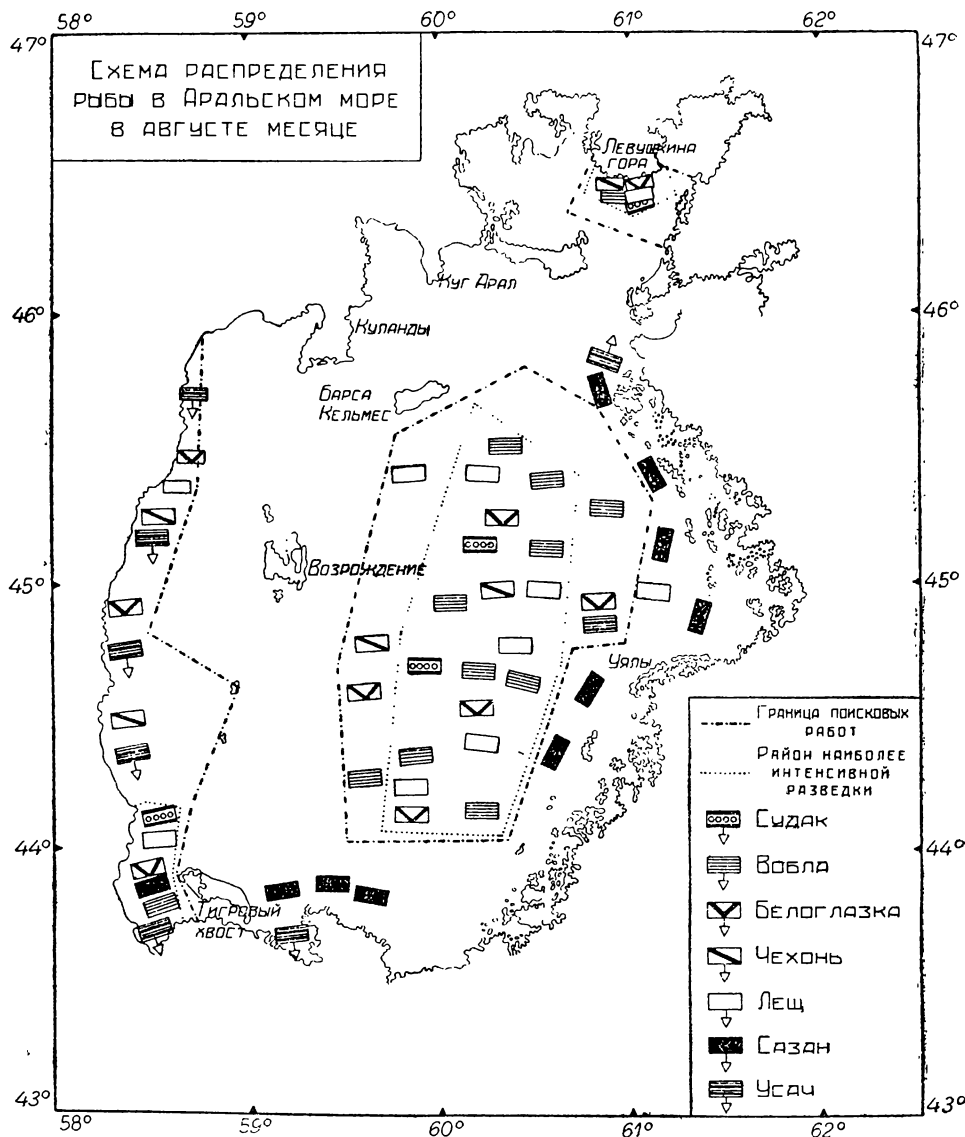 58° 59° 60° 61° 62°
47° 47°
Схема распределения
рыбы в Аральском море
в августе месяце
Левушкина
гора
Куг Арал
46° 46°
Куланды
Барса
Кельмес
Возрождение
45° 45°
Уялы
Граница поисковых
работ
Район наиболее
интенсивной
разведки
Судак
44° 44°
Вобла
Тигровый
хвост
Белоглазка
Чехонь
Лещ
Сазан
Усач
43° 43°
58° 59° 60° 61° 62°